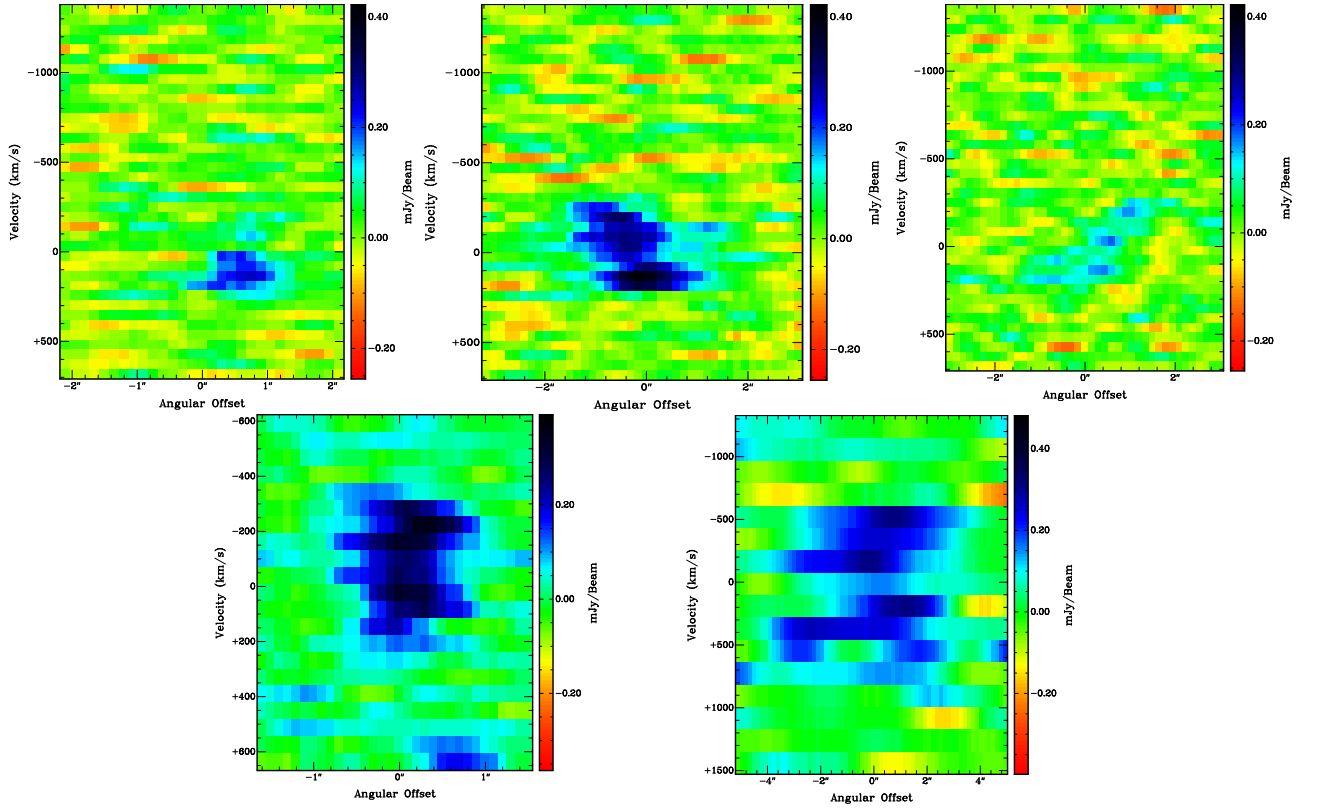 0.40
0.20
0.00
−0.20
mJy/Beam
−1000
−500
0
+500
Velocity (km/s)
−2″ −1″ 0″ 1″ 2″
Angular Offset
0.40
0.20
0.00
−0.20
mJy/Beam
−1000
−500
0
+500
Velocity (km/s)
−2″ 0″ 2″
Angular Offset
0.40
0.20
0.00
−0.20
mJy/Beam
−1000
−500
0
+500
Velocity (km/s)
−2″ 0″ 2″
Angular Offset
−600
−400
−200
0
+200
+400
+600
Velocity (km/s)
−1″ 0″ 1″
Angular Offset
0.20
0.00
−0.20
mJy/Beam
−1000
−500
0
+500
+1000
+1500
Velocity (km/s)
−4″ −2″ 0″ 2″ 4″
Angular Offset
0.40
0.20
0.00
−0.20
mJy/Beam